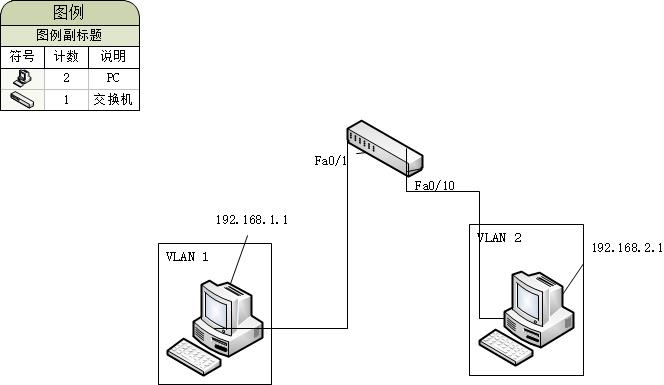 图例
图例副标题
符号 计数 说明
2 PC
1 交换机
Fa0/1
Fa0/10
192.168.1.1
VLAN 1
VLAN 2
192.168.2.1